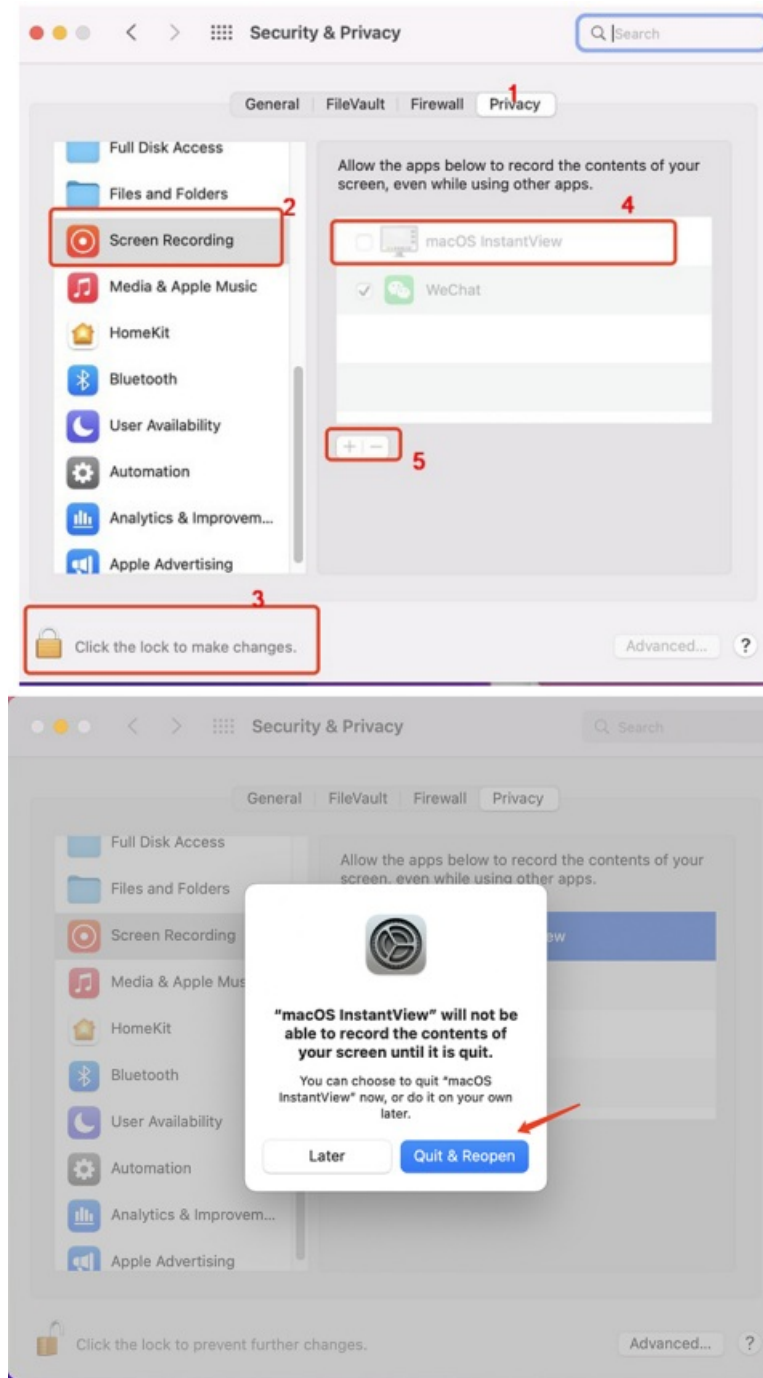 Security & Privacy
Search
1
General FileVault Firewall Privacy
Full Disk Access
Allow the apps below to record the contents of your
screen, even while using other apps.
Files and Folders
2
4
Screen Recording
macOS InstantView
Media & Apple Music
WeChat
HomeKit
Bluetooth
User Availability
+ −
5
Automation
Analytics & Improvem...
Apple Advertising
3
Click the lock to make changes.
Advanced... ?
Security & Privacy
Search
General FileVault Firewall Privacy
Full Disk Access
Allow the apps below to record the contents of your
screen, even while using other apps.
Files and Folders
Screen Recording
ew
Media & Apple Mus
HomeKit
Bluetooth
User Availability
Automation
Analytics & Improvem...
Apple Advertising
"macOS InstantView" will not be
able to record the contents of
your screen until it is quit.
You can choose to quit "macOS
InstantView" now, or do it on your own
later.
Later Quit & Reopen
Click the lock to prevent further changes.
Advanced... ?